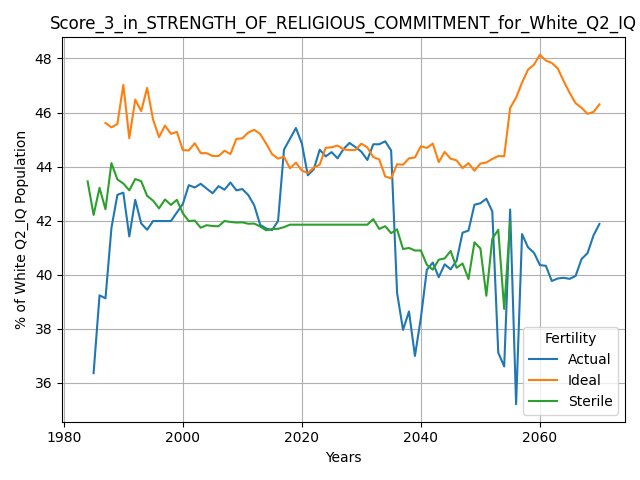 Score_3_in_STRENGTH_OF_RELIGIOUS_COMMITMENT_for_White_Q2_IQ
% of White Q2_IQ Population
48
46
44
42
40
38
36
1980
2000
2020
2040
2060
Years
Fertility
Actual
Ideal
Sterile